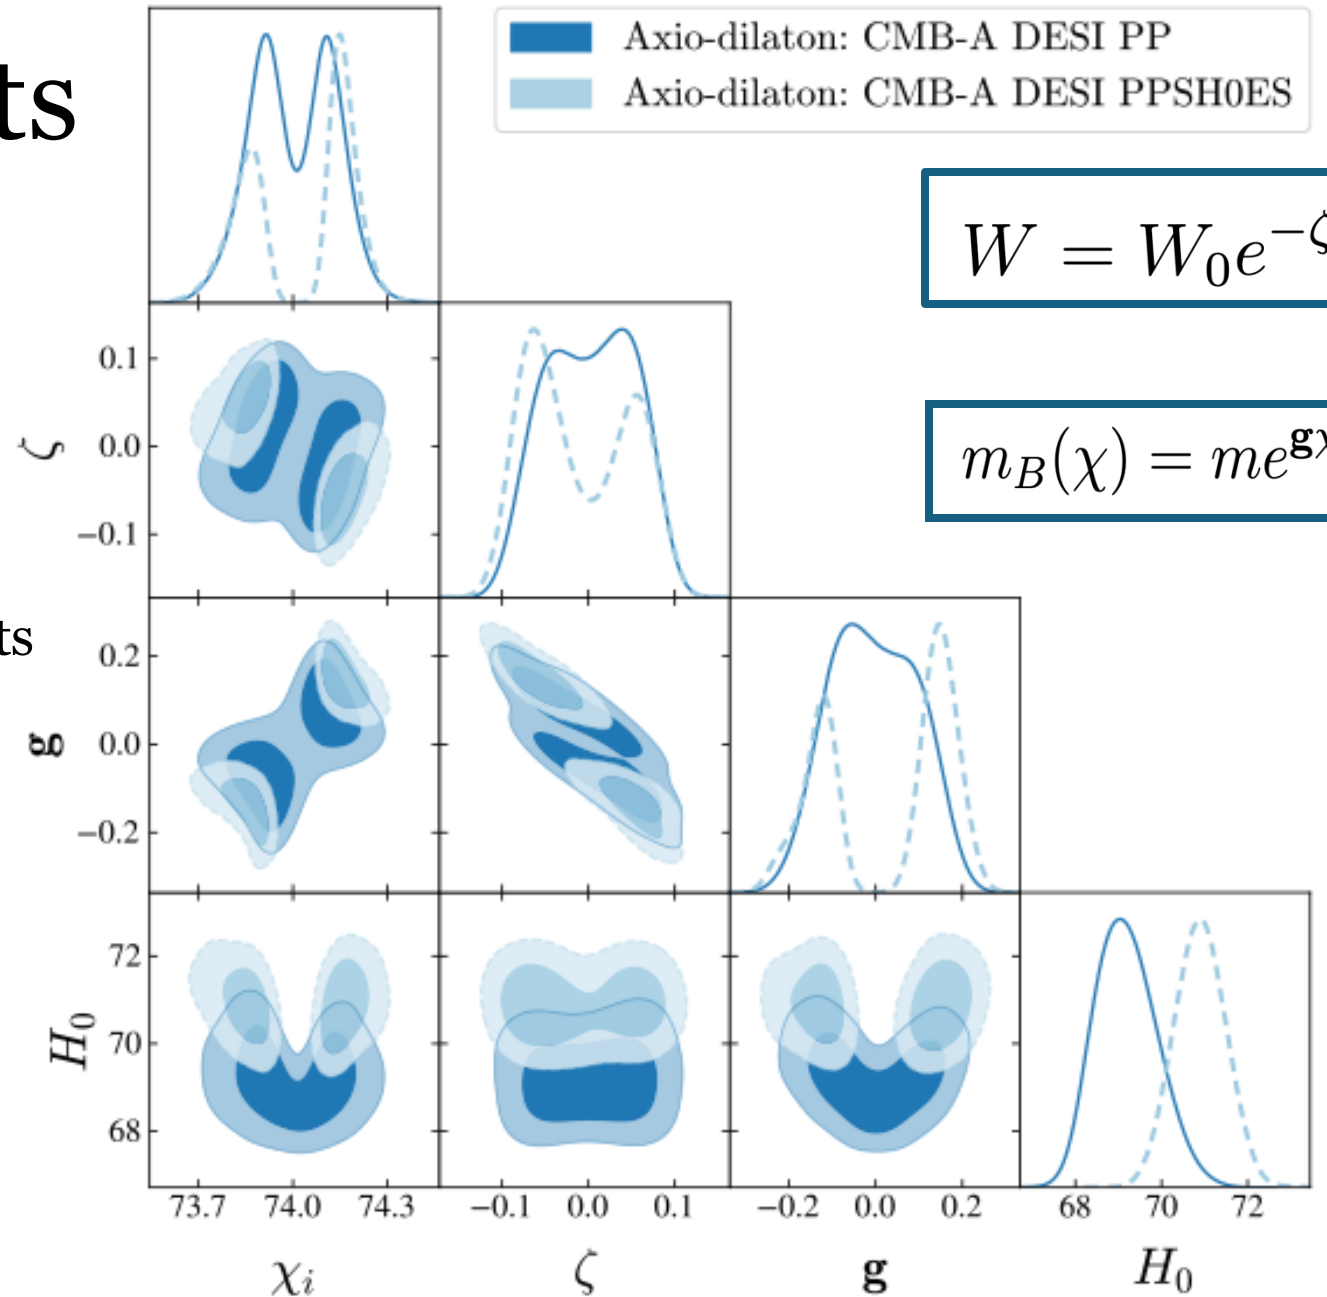 ts
Axio-dilaton: CMB-A DESI PP
Axio-dilaton: CMB-A DESI PPSH0ES
W = W₀e^{−ζ
m_B(χ) = me^{gχ
ts
ζ
0.1
0.0
−0.1
g
0.2
0.0
−0.2
H₀
72
70
68
73.7 74.0 74.3 −0.1 0.0 0.1 −0.2 0.0 0.2 68 70 72
χᵢ ζ g H₀